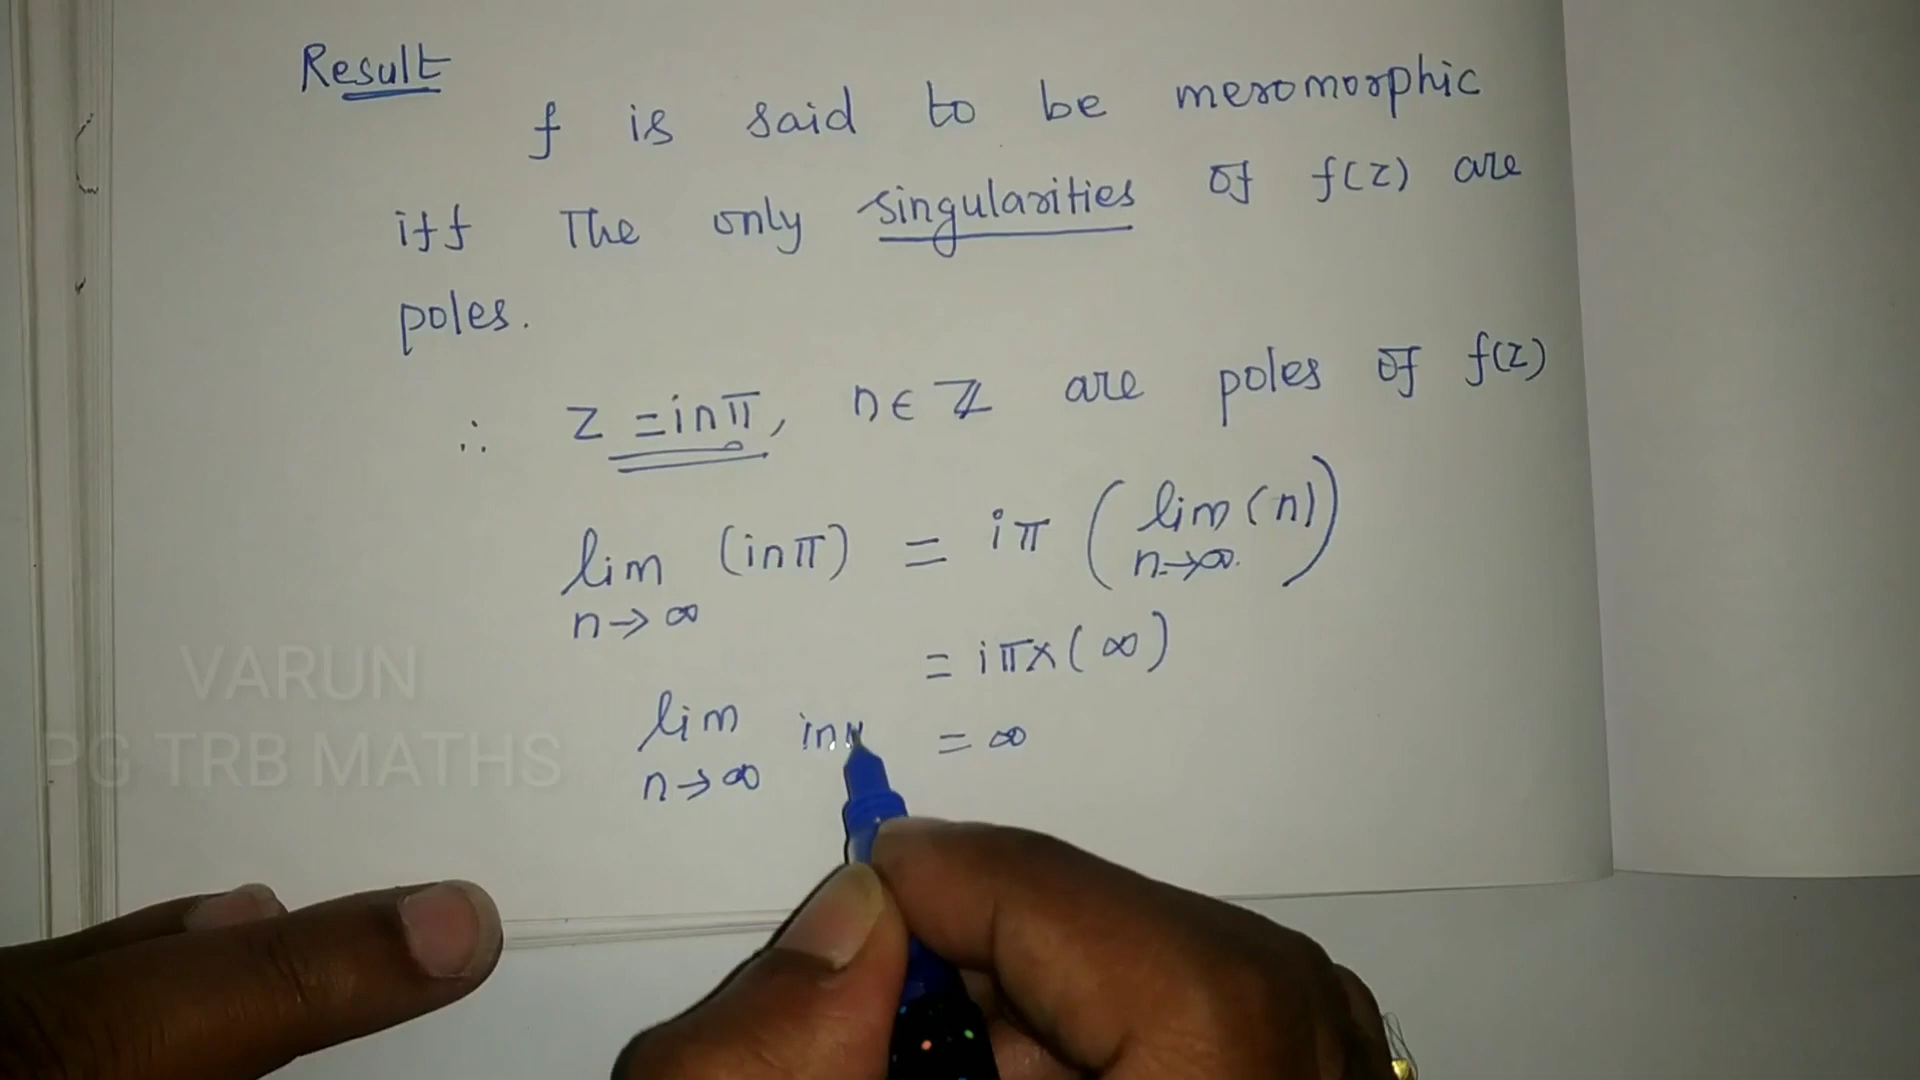 Result
f is said to be meromorphic
iff The only singularities of f(z) are
poles.
∴ z = inπ, n ∈ ℤ are poles of f(z)
lim (inπ) = iπ ( lim (n) )
n→∞ n→∞.
= iπ x (∞)
lim in = ∞
n→∞
VARUN
PG TRB MATHS